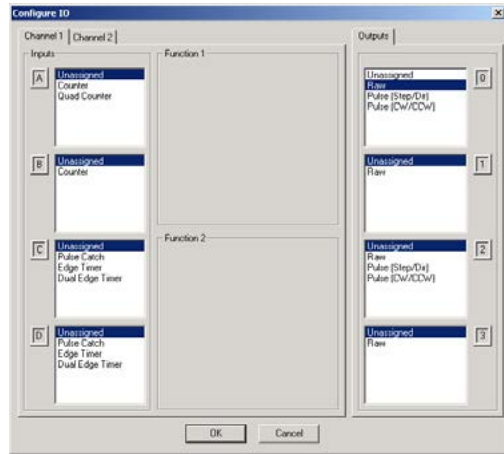 Configure IO
Channel 1
Channel 2
Inputs
A
Unassigned
Counter
Quad Counter
B
Unassigned
Counter
C
Unassigned
Pulse Catch
Edge Timer
Dual Edge Timer
D
Unassigned
Pulse Catch
Edge Timer
Dual Edge Timer
Function 1
Function 2
Outputs
Unassigned
Raw
Pulse (Step/Dir)
Pulse (CW/CCW)
0
Unassigned
Raw
1
Unassigned
Raw
Pulse (Step/Dir)
Pulse (CW/CCW)
2
Unassigned
Raw
3
OK
Cancel